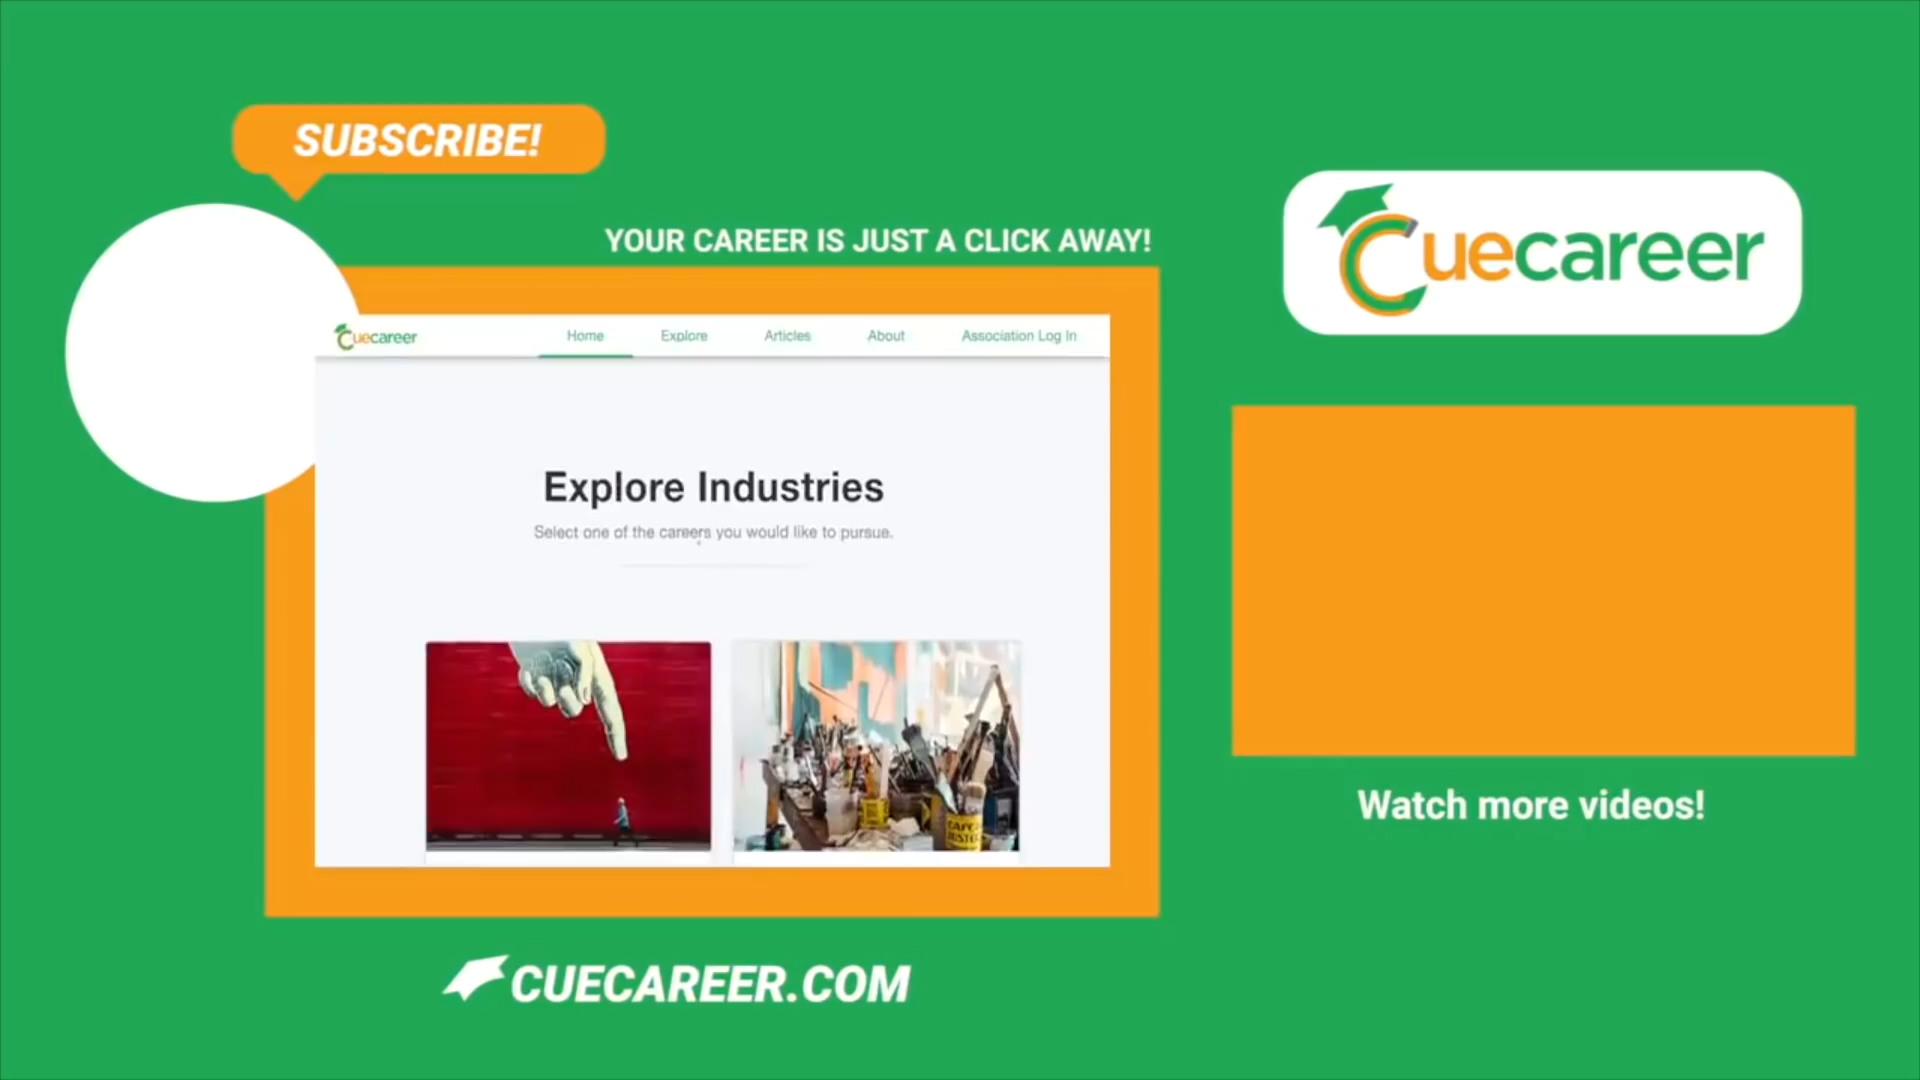 SUBSCRIBE!
YOUR CAREER IS JUST A CLICK AWAY!
Cuecareer
Cuecareer
Home Explore Articles About Association Log In
Explore Industries
Select one of the careers you would like to pursue.
Watch more videos!
CUECAREER.COM